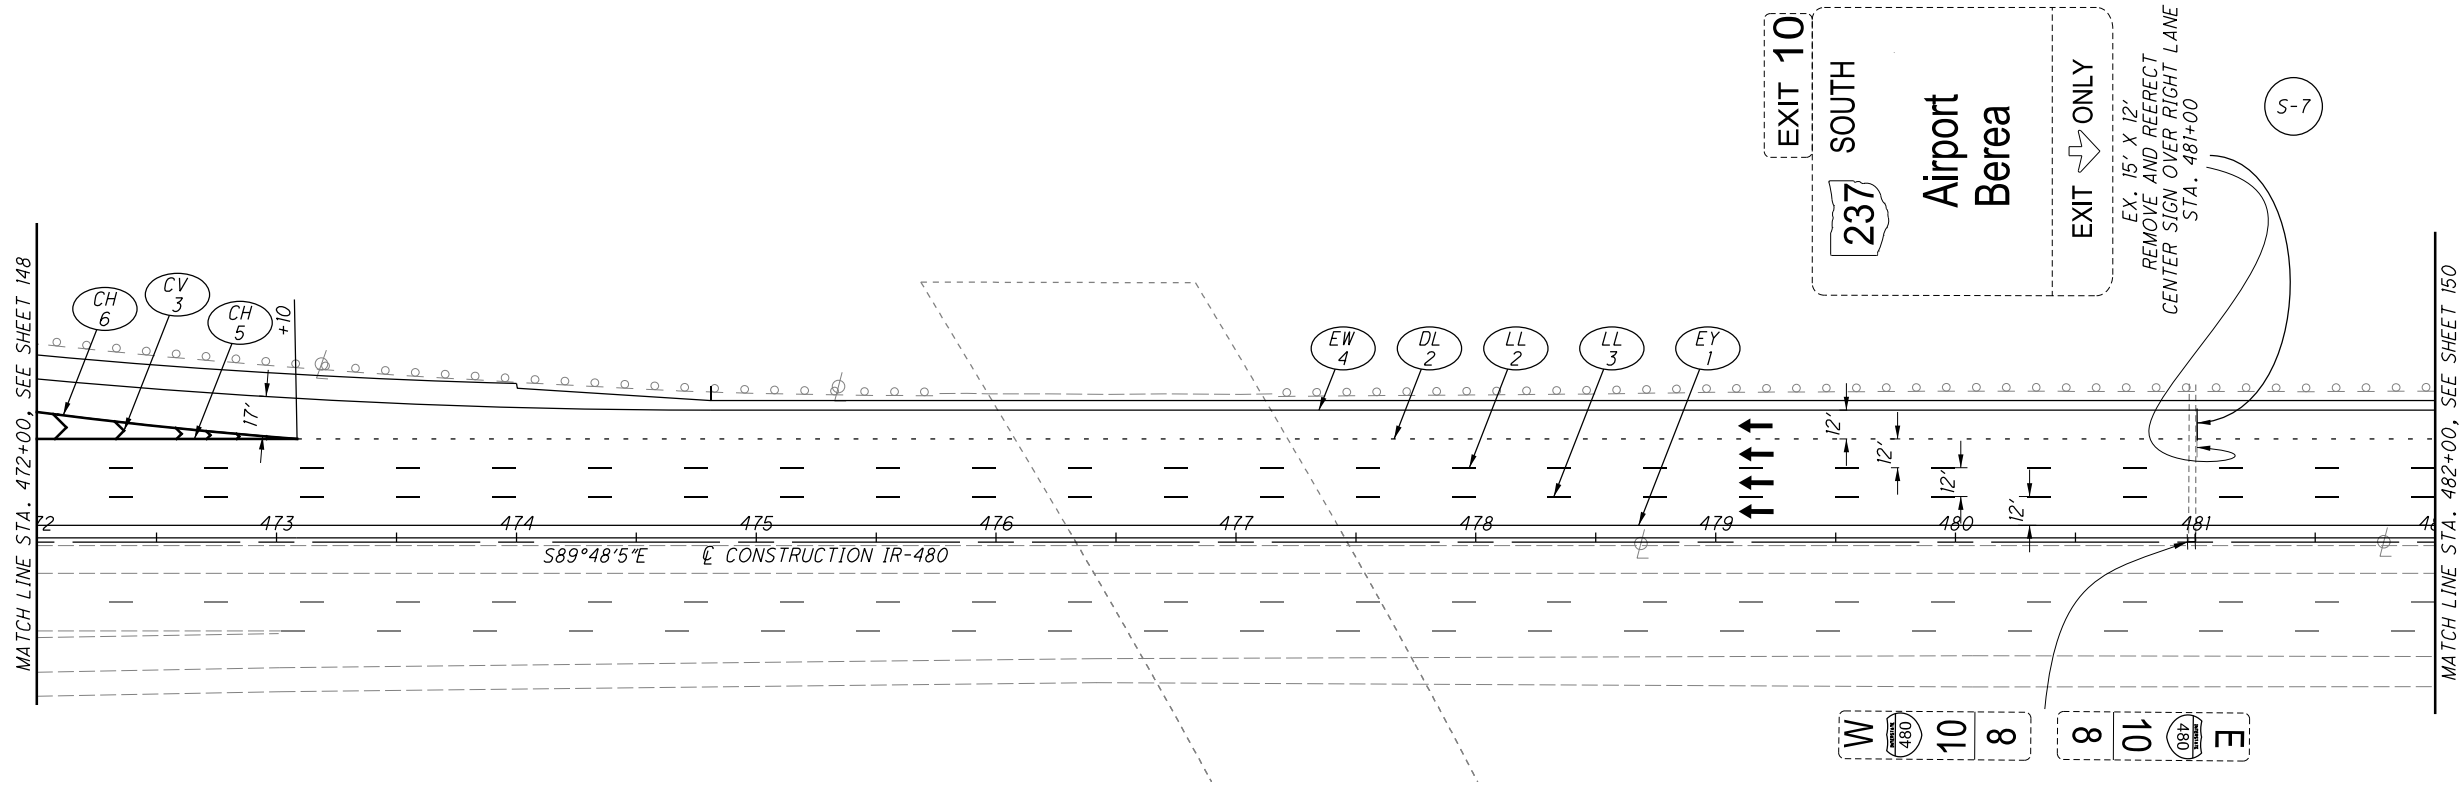 MATCH LINE STA. 472+00, SEE SHEET 148
CH
6
CV
3
CH
5
+10
17'
EW
4
DL
2
LL
2
LL
3
EY
1
EXIT 10
237 SOUTH
Airport
Berea
EXIT ONLY
EX. 15' X 12'
REMOVE AND REERECT
CENTER SIGN OVER RIGHT LANE
STA. 481+00
S-7
12'
12'
12'
12'
473
474
475
476
477
478
479
480
481
S89°48'5"E
℄ CONSTRUCTION IR-480
W
480
10
8
E
480
10
8
MATCH LINE STA. 482+00, SEE SHEET 150